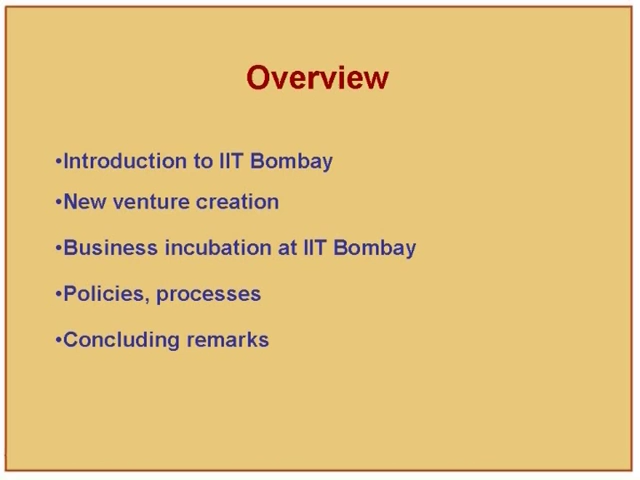 Overview
•Introduction to IIT Bombay
•New venture creation
•Business incubation at IIT Bombay
•Policies, processes
•Concluding remarks